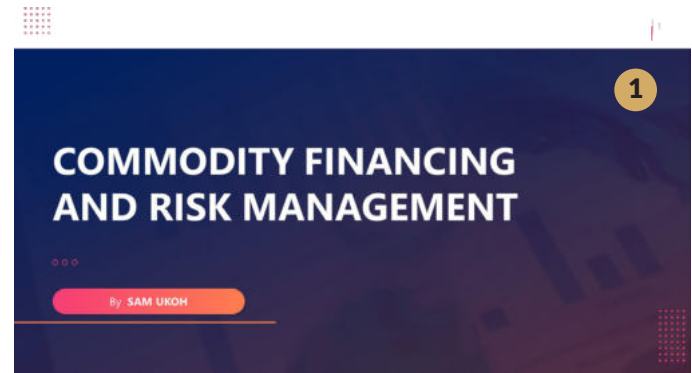 1
COMMODITY FINANCING
AND RISK MANAGEMENT
By SAM UKOH